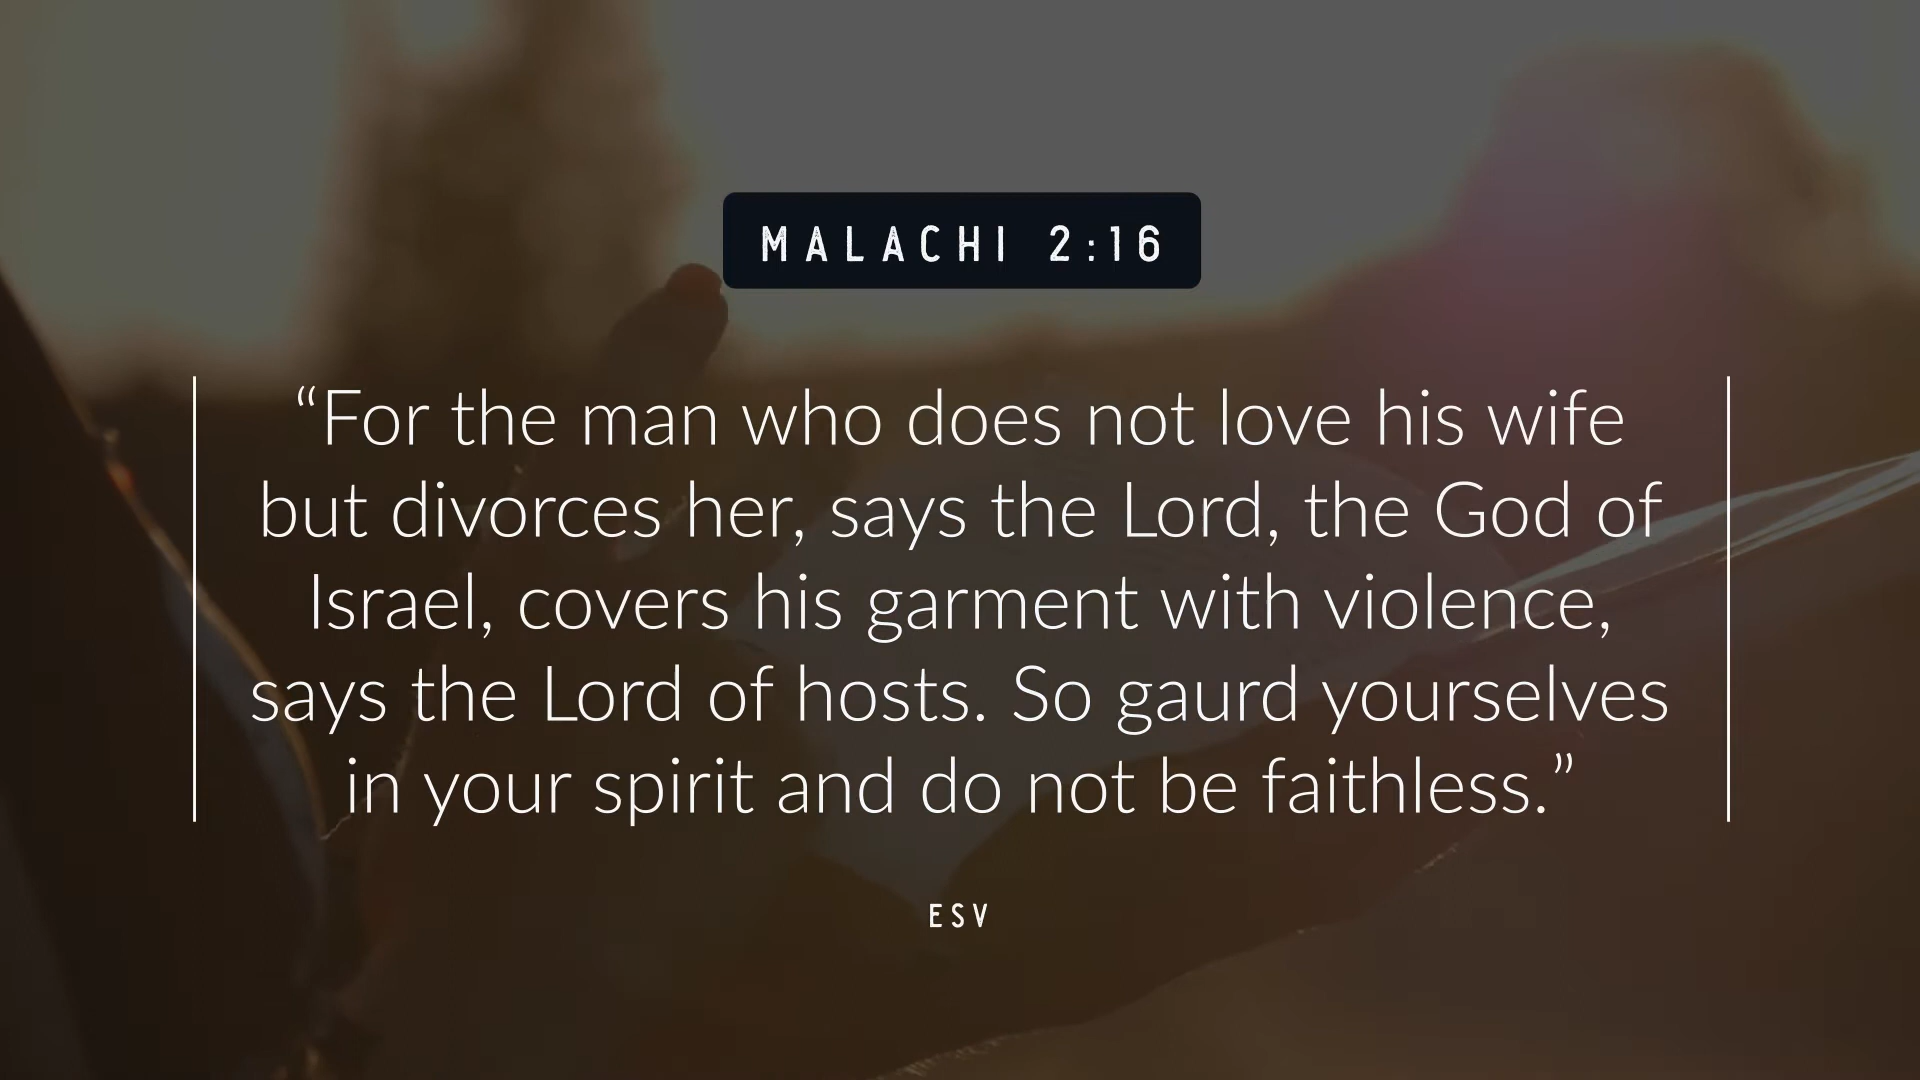 MALACHI 2:16
“For the man who does not love his wife
but divorces her, says the Lord, the God of
Israel, covers his garment with violence,
says the Lord of hosts. So gaurd yourselves
in your spirit and do not be faithless.”
ESV